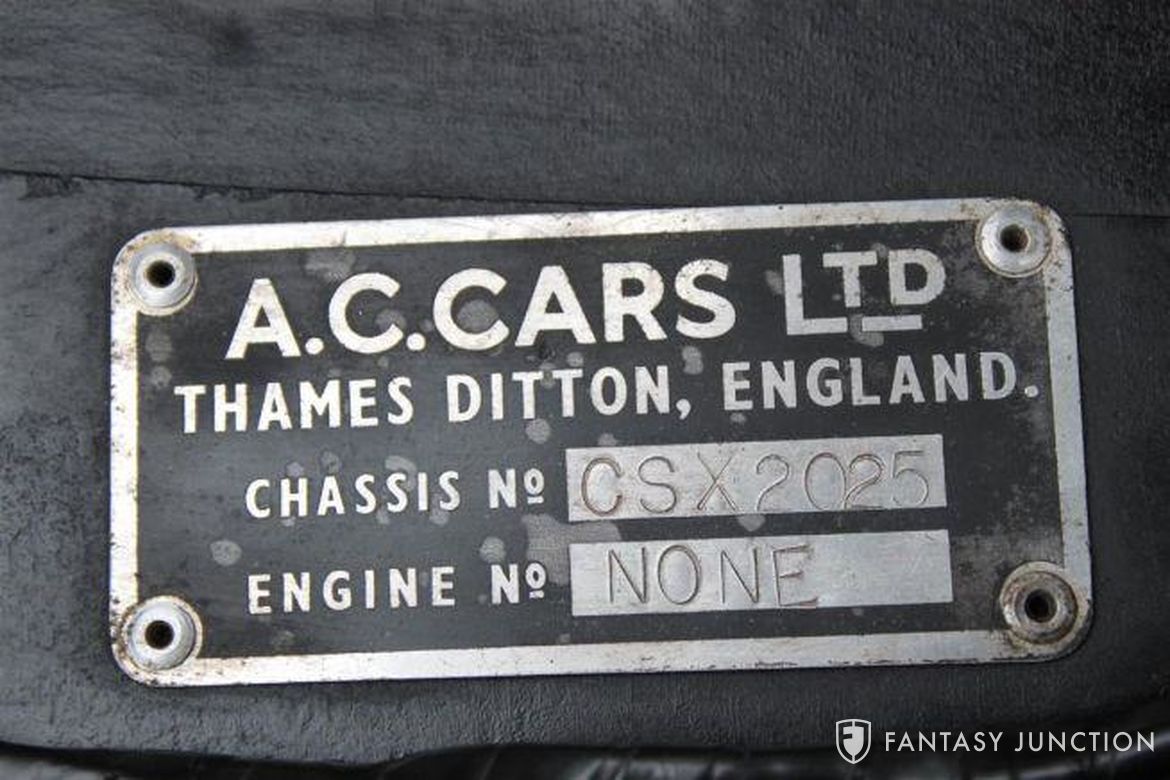 A.C.CARS LTD
THAMES DITTON, ENGLAND.
CHASSIS Nº CSX2025
ENGINE Nº NONE
FANTASY JUNCTION